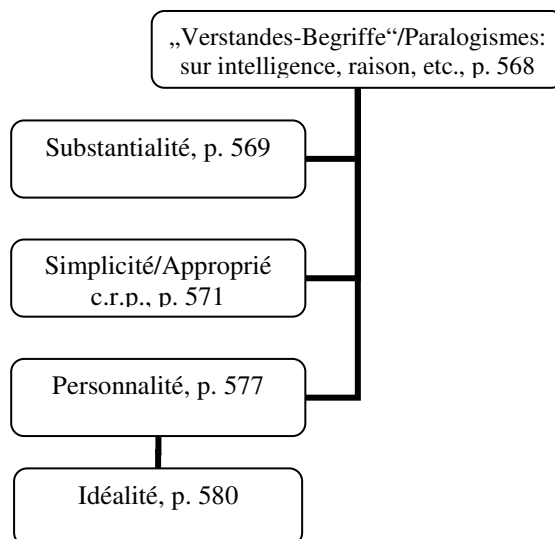 „Verstandes-Begriffe“/Paralogismes:
sur intelligence, raison, etc., p. 568
Substantialité, p. 569
Simplicité/Approprié
c.r.p., p. 571
Personnalité, p. 577
Idéalité, p. 580